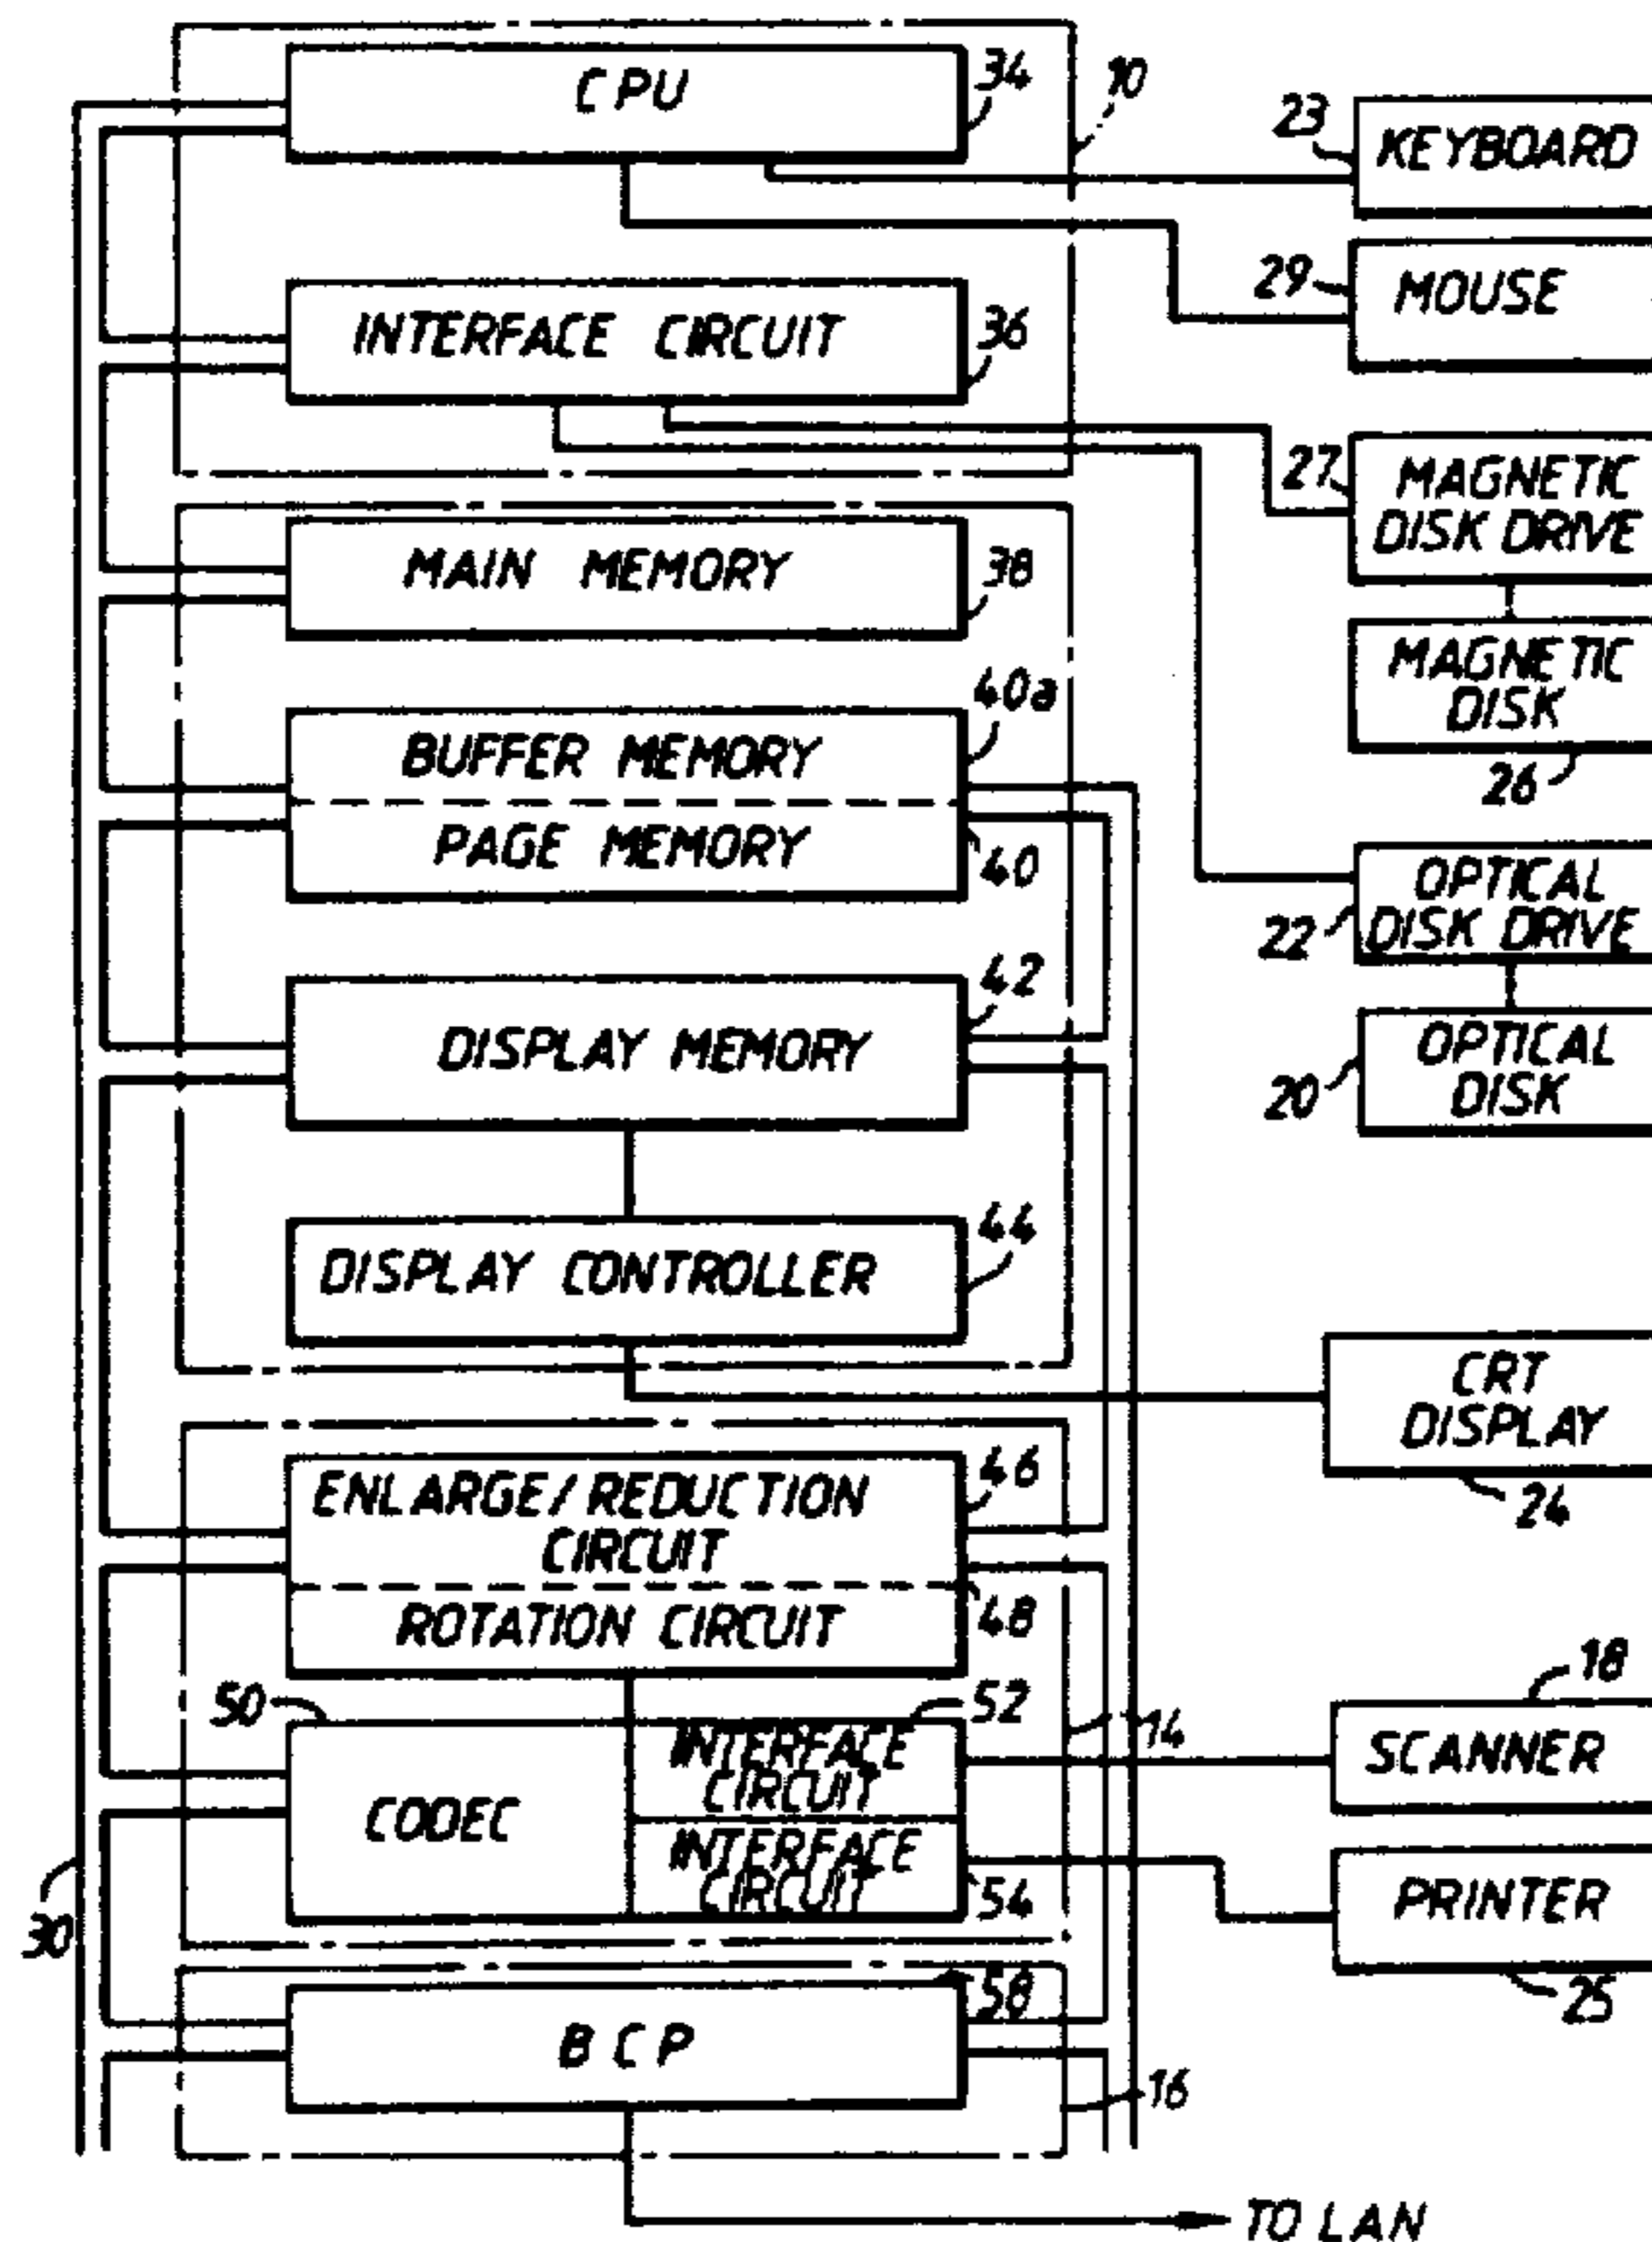 CPU
34
10
23
KEYBOARD
29
MOUSE
INTERFACE CIRCUIT
36
27
MAGNETIC
DISK DRIVE
MAIN MEMORY
38
MAGNETIC
DISK
26
40a
BUFFER MEMORY
PAGE MEMORY
40
OPTICAL
DISK DRIVE
22
42
DISPLAY MEMORY
OPTICAL
DISK
20
44
DISPLAY CONTROLLER
CRT
DISPLAY
24
46
ENLARGE/REDUCTION
CIRCUIT
48
ROTATION CIRCUIT
18
SCANNER
50
52
14
INTERFACE
CIRCUIT
CODEC
INTERFACE
CIRCUIT
54
PRINTER
25
30
58
BCP
16
TO LAN